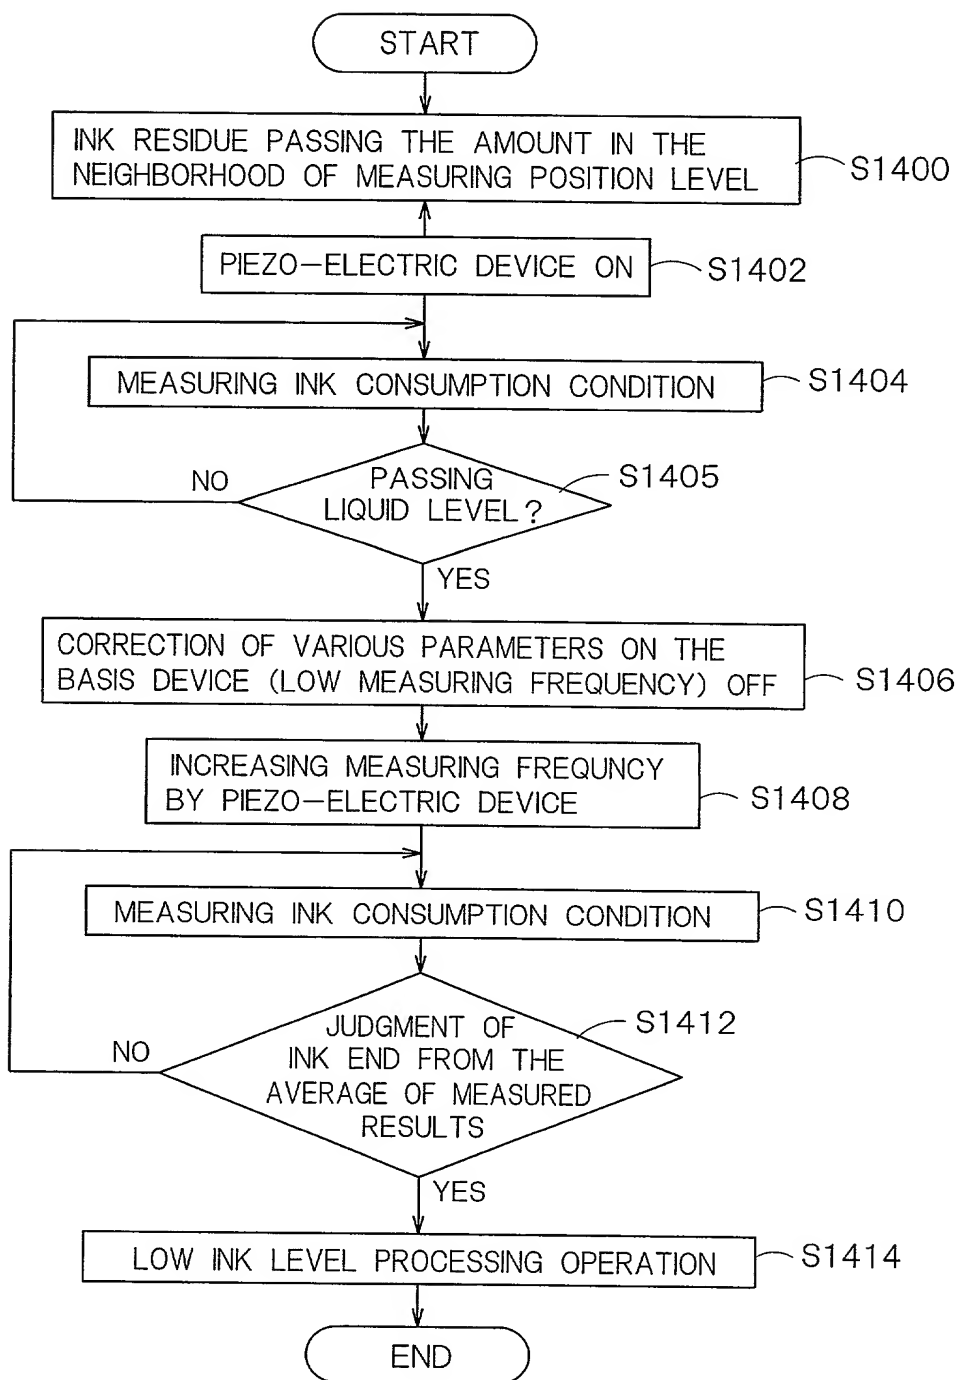 START
INK RESIDUE PASSING THE AMOUNT IN THE
NEIGHBORHOOD OF MEASURING POSITION LEVEL
S1400
PIEZO-ELECTRIC DEVICE ON
S1402
MEASURING INK CONSUMPTION CONDITION
S1404
NO
PASSING
LIQUID LEVEL?
S1405
YES
CORRECTION OF VARIOUS PARAMETERS ON THE
BASIS DEVICE (LOW MEASURING FREQUENCY) OFF
S1406
INCREASING MEASURING FREQUNCY
BY PIEZO-ELECTRIC DEVICE
S1408
MEASURING INK CONSUMPTION CONDITION
S1410
NO
JUDGMENT OF
INK END FROM THE
AVERAGE OF MEASURED
RESULTS
S1412
YES
LOW INK LEVEL PROCESSING OPERATION
S1414
END